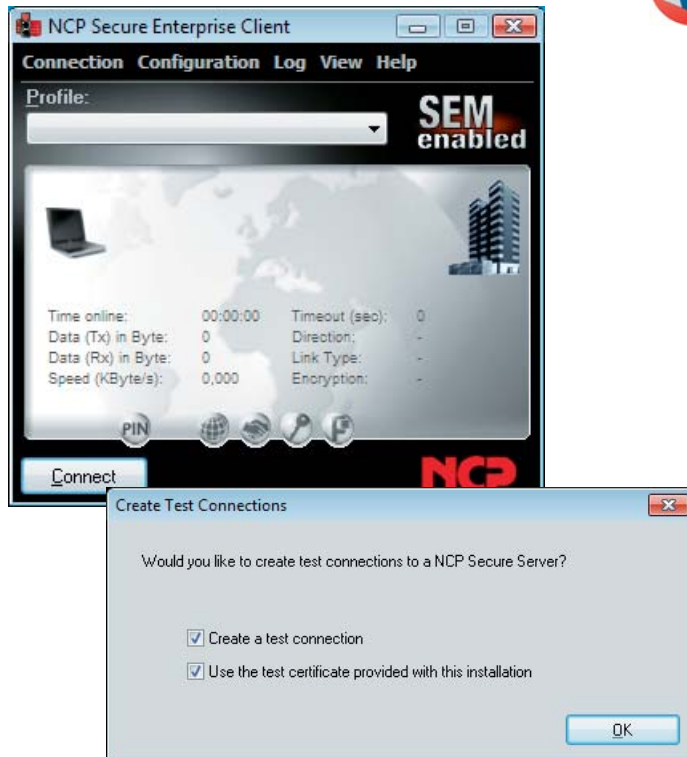 NCP Secure Enterprise Client
Connection Configuration Log View Help
Profile:
SEM
enabled
Time online: 00:00:00 Timeout (sec): 0
Data (Tx) in Byte: 0 Direction: -
Data (Rx) in Byte: 0 Link Type: -
Speed (KByte/s): 0,000 Encryption: -
PIN
Connect
NCP
Create Test Connections
Would you like to create test connections to a NCP Secure Server?
Create a test connection
Use the test certificate provided with this installation
OK